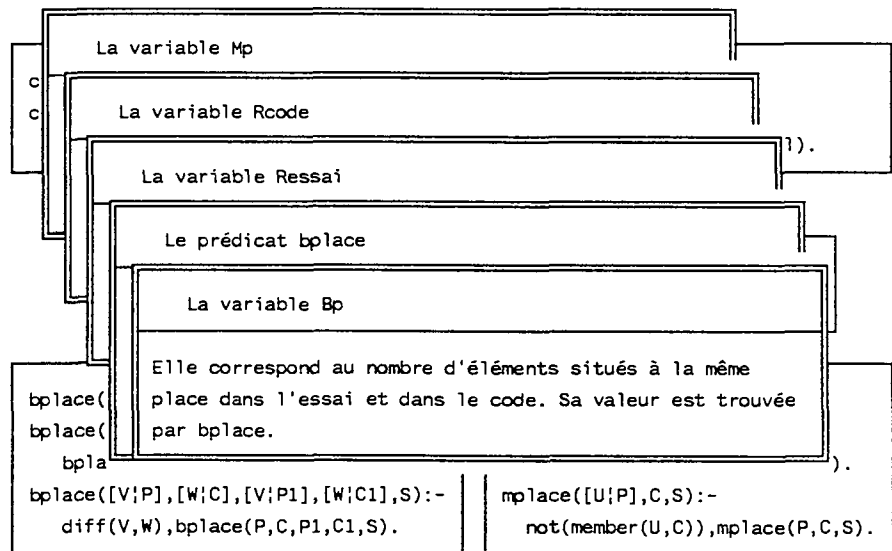 La variable Mp
c
c
La variable Rcode
l).
La variable Ressai
Le prédicat bplace
La variable Bp
Elle correspond au nombre d'éléments situés à la même
place dans l'essai et dans le code. Sa valeur est trouvée
par bplace.
bplace(
bplace(
bpla
bplace([V¦P],[W¦C],[V¦P1],[W¦C1],S):-
diff(V,W),bplace(P,C,P1,C1,S).
).
mplace([U¦P],C,S):-
not(member(U,C)),mplace(P,C,S).